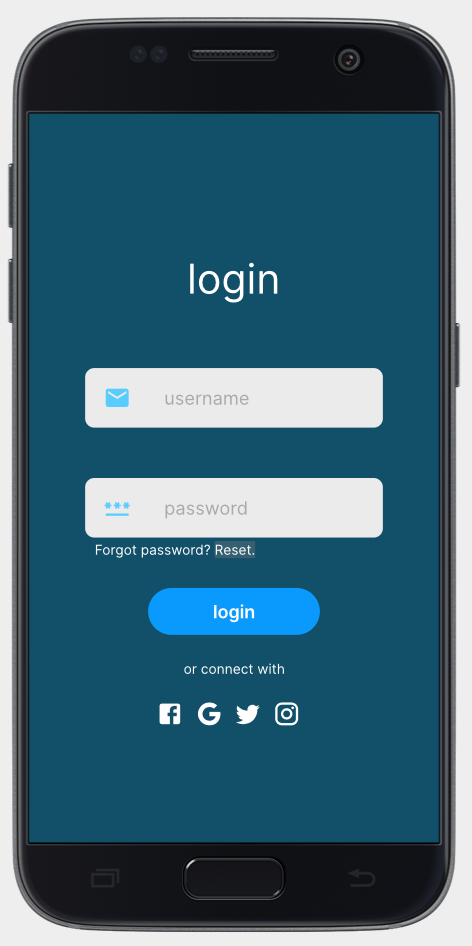 login
username
password
Forgot password? Reset.
login
or connect with